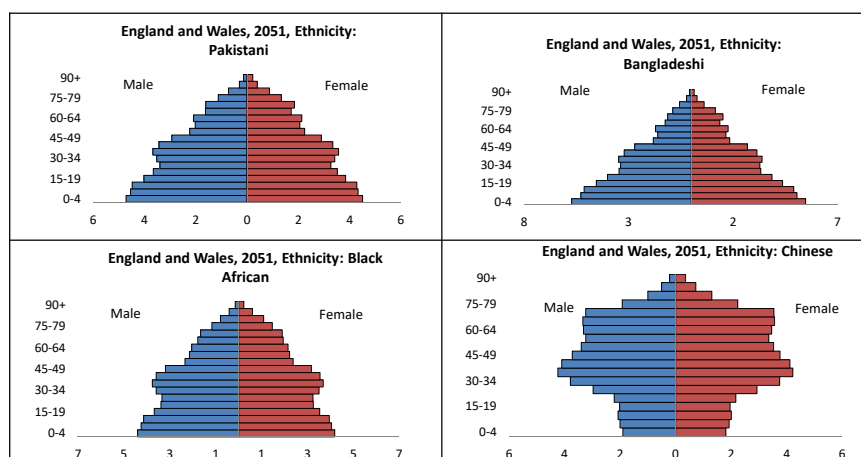 England and Wales, 2051, Ethnicity:
Pakistani
90+
Male
Female
75-79
60-64
45-49
30-34
15-19
0-4
6 4 2 0 2 4 6
England and Wales, 2051, Ethnicity:
Bangladeshi
90+
Male
Female
75-79
60-64
45-49
30-34
15-19
0-4
8 3 2 7
England and Wales, 2051, Ethnicity: Black
African
90+
Male
Female
75-79
60-64
45-49
30-34
15-19
0-4
7 5 3 1 1 3 5 7
England and Wales, 2051, Ethnicity: Chinese
90+
Male
Female
75-79
60-64
45-49
30-34
15-19
0-4
6 4 2 0 2 4 6